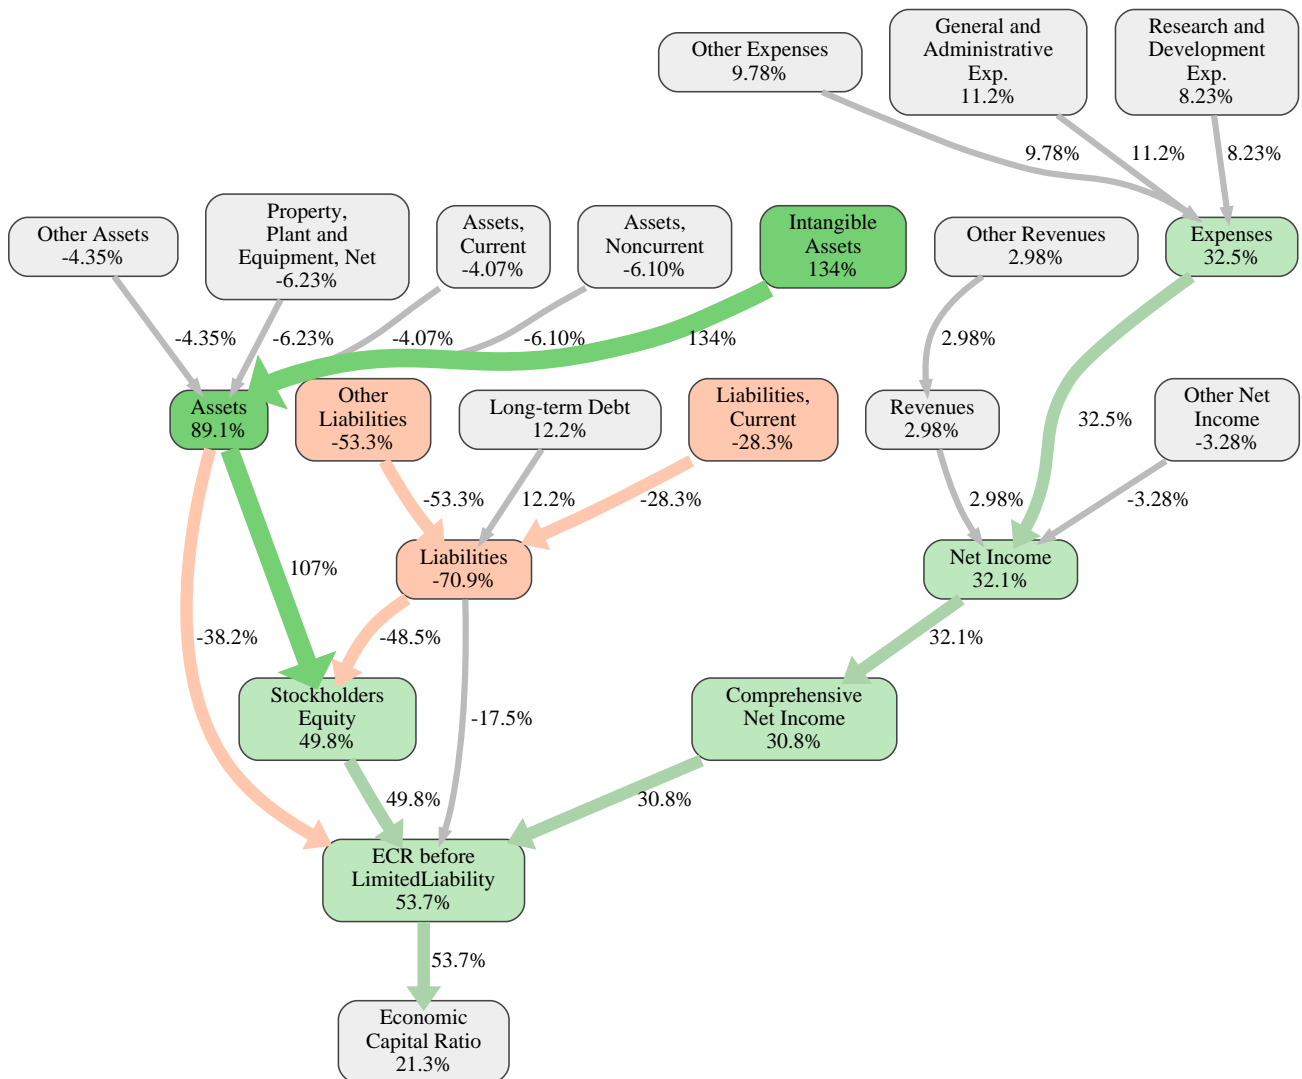 Other Expenses
9.78%
General and
Administrative
Exp.
11.2%
Research and
Development
Exp.
8.23%
9.78%
11.2%
8.23%
Other Assets
-4.35%
Property,
Plant and
Equipment, Net
-6.23%
Assets,
Current
-4.07%
Assets,
Noncurrent
-6.10%
Intangible
Assets
134%
Other Revenues
2.98%
Expenses
32.5%
-4.35%
-6.23%
-4.07%
-6.10%
134%
2.98%
Assets
89.1%
Other
Liabilities
-53.3%
Long-term Debt
12.2%
Liabilities,
Current
-28.3%
Revenues
2.98%
32.5%
Other Net
Income
-3.28%
-53.3%
12.2%
-28.3%
2.98%
-3.28%
107%
Liabilities
-70.9%
Net Income
32.1%
-38.2%
-48.5%
32.1%
Stockholders
Equity
49.8%
-17.5%
Comprehensive
Net Income
30.8%
49.8%
30.8%
ECR before
LimitedLiability
53.7%
53.7%
Economic
Capital Ratio
21.3%